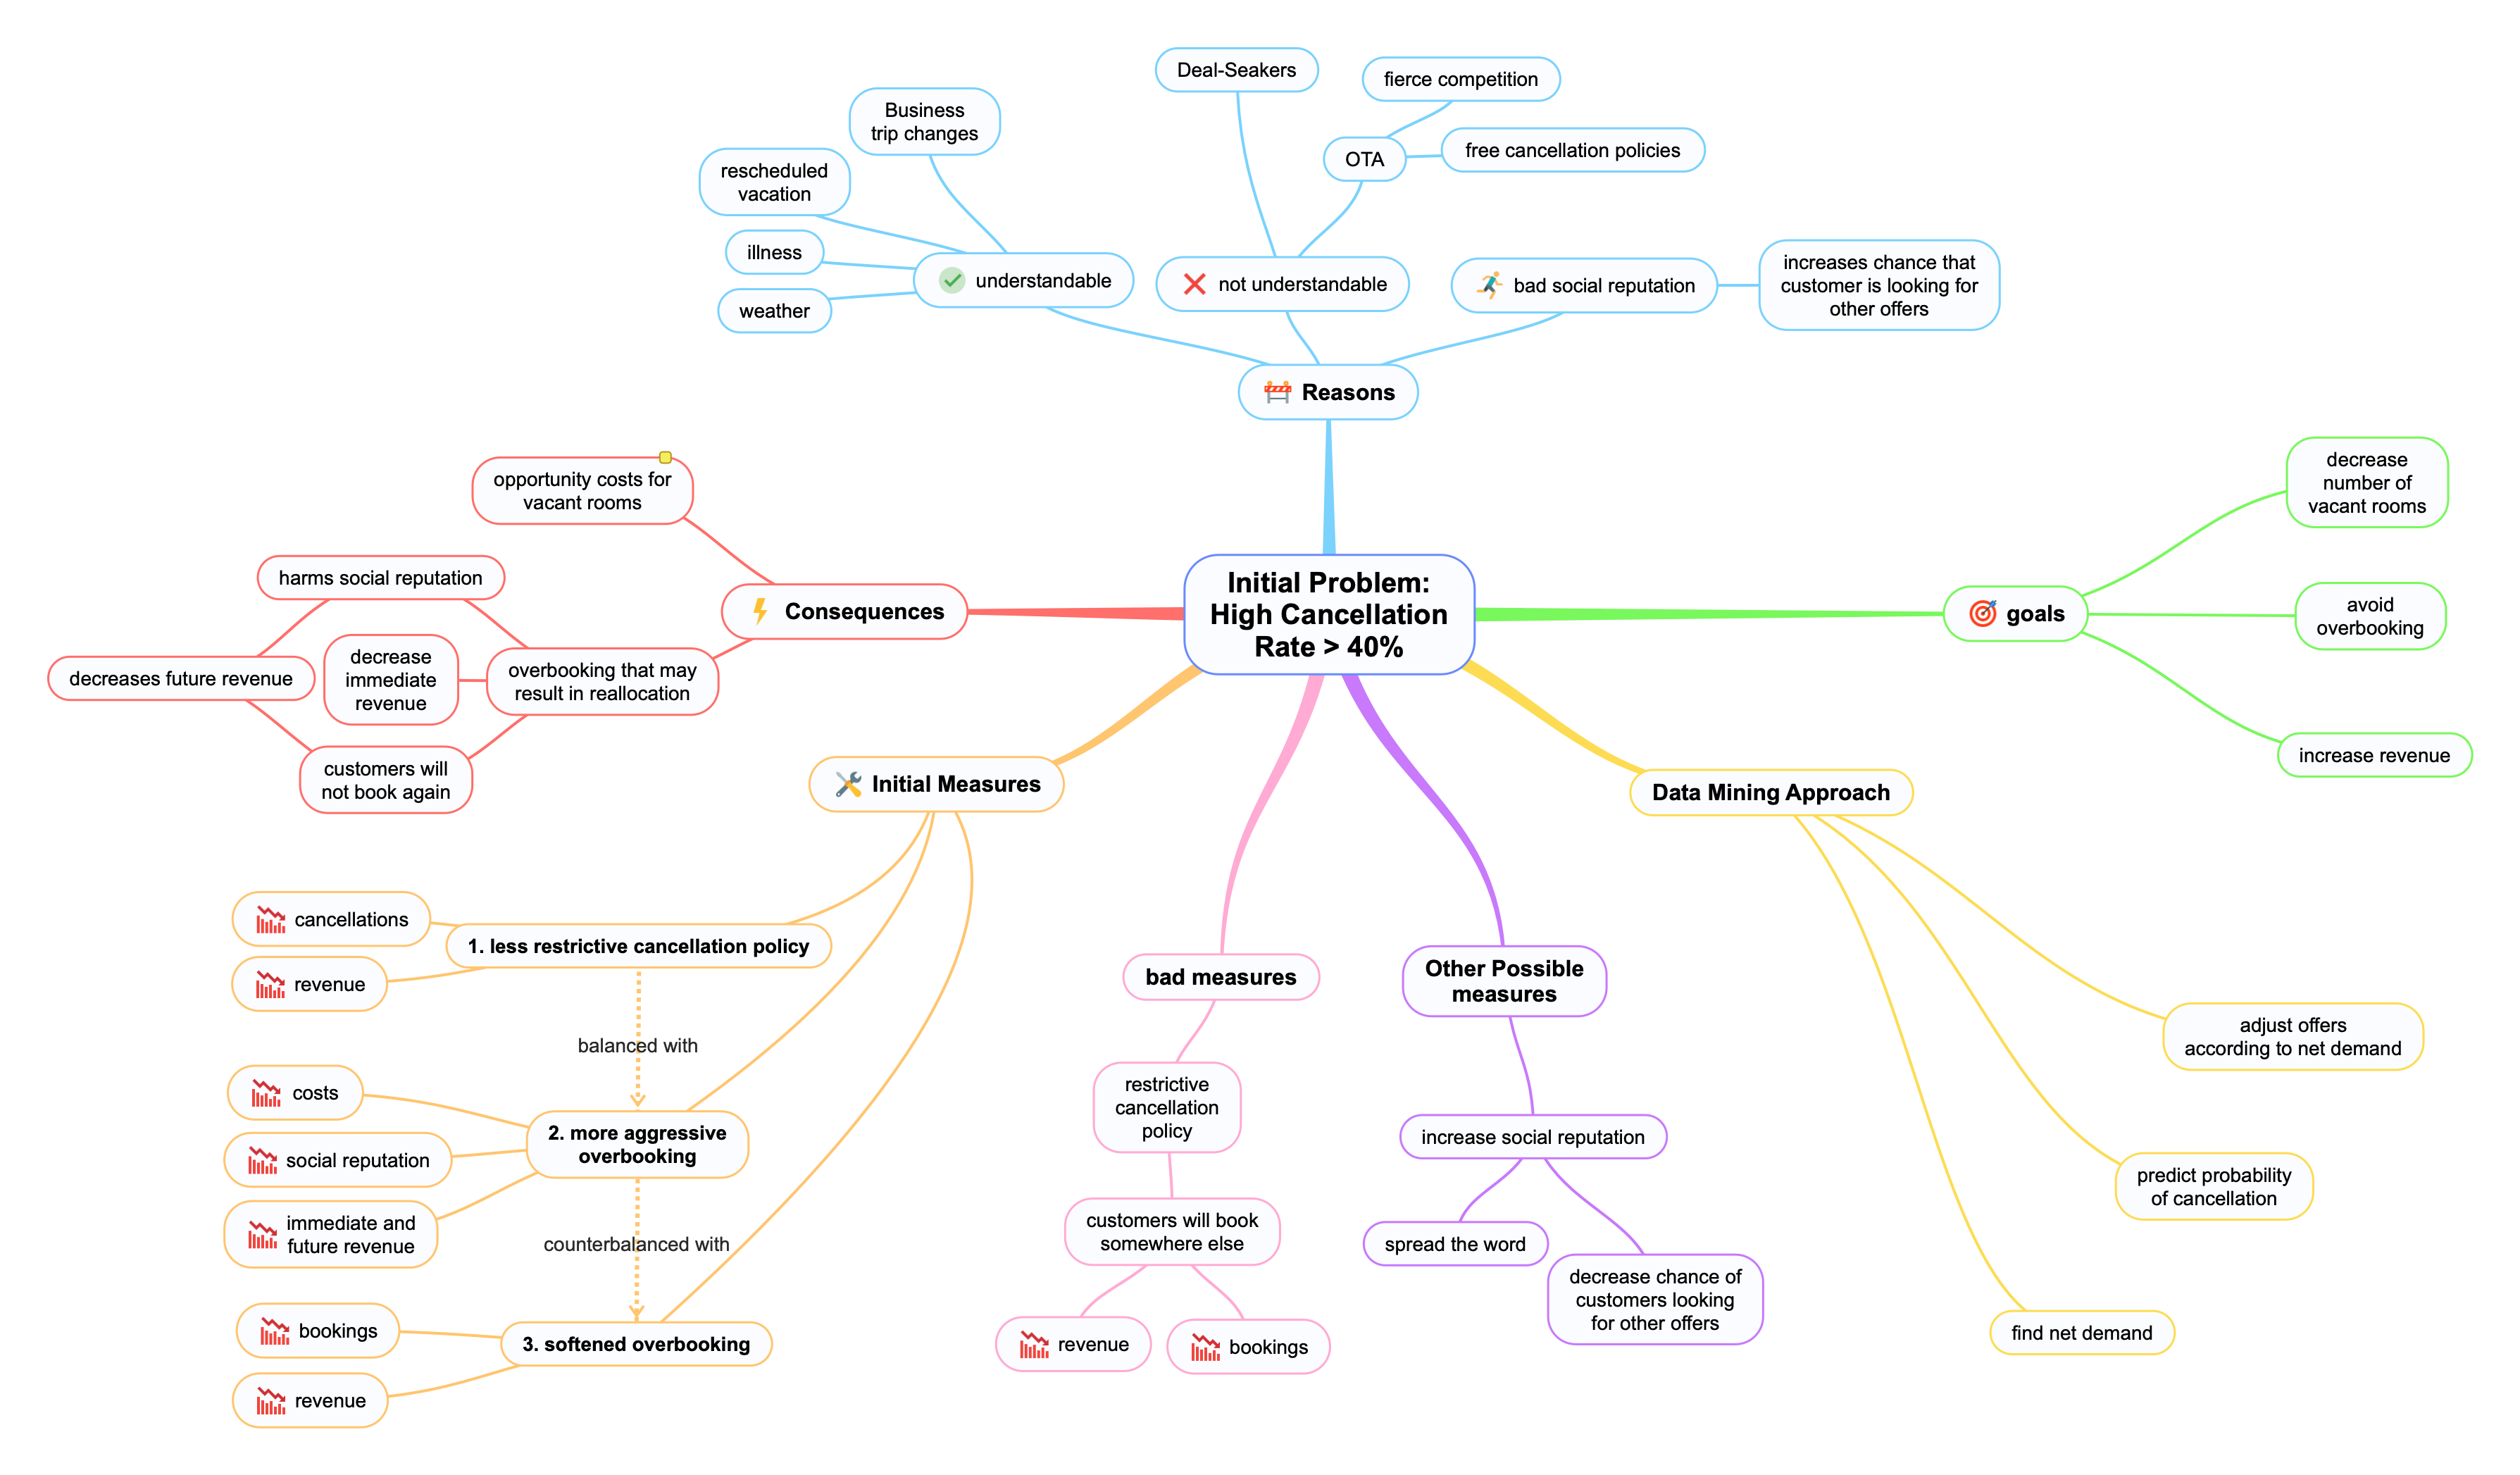 Deal-Seakers
fierce competition
Business
trip changes
OTA
free cancellation policies
rescheduled
vacation
illness
weather
understandable
not understandable
bad social reputation
increases chance that
customer is looking for
other offers
Reasons
opportunity costs for
vacant rooms
harms social reputation
Consequences
decreases future revenue
decrease
immediate
revenue
overbooking that may
result in reallocation
customers will
not book again
Initial Problem:
High Cancellation
Rate > 40%
goals
decrease
number of
vacant rooms
avoid
overbooking
increase revenue
Initial Measures
cancellations
revenue
1. less restrictive cancellation policy
balanced with
costs
social reputation
immediate and
future revenue
2. more aggressive
overbooking
counterbalanced with
bookings
revenue
3. softened overbooking
bad measures
restrictive
cancellation
policy
customers will book
somewhere else
revenue
bookings
Other Possible
measures
increase social reputation
spread the word
decrease chance of
customers looking
for other offers
Data Mining Approach
adjust offers
according to net demand
predict probability
of cancellation
find net demand